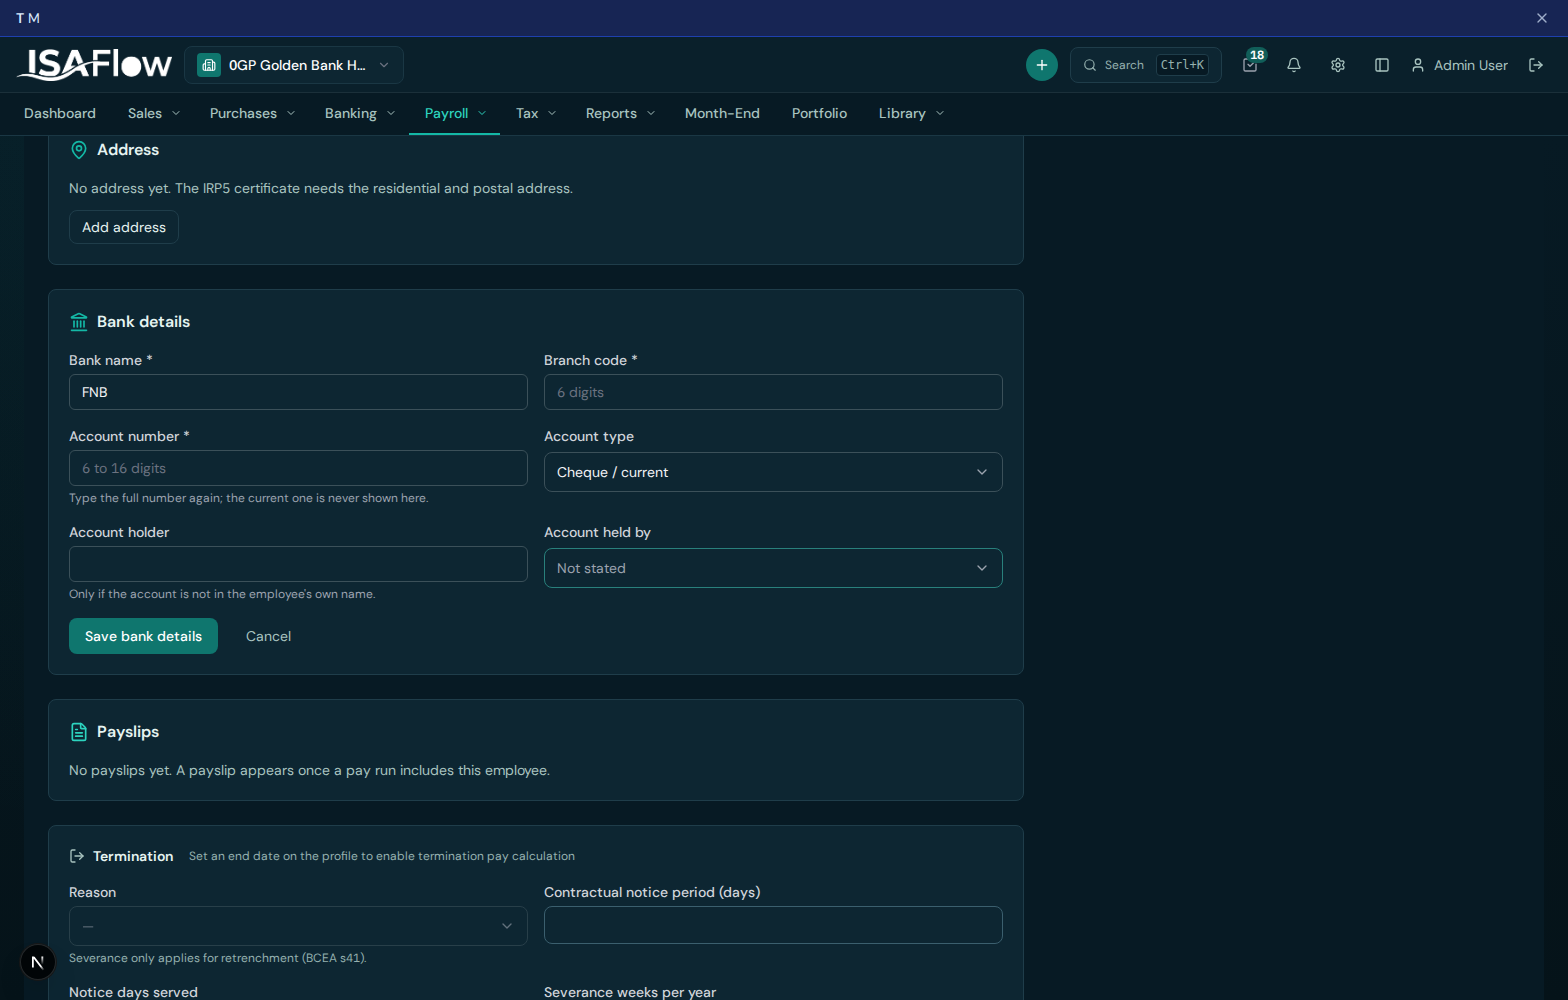 T M
ISAFlow
0GP Golden Bank H...
Search Ctrl+K
18
Admin User
Dashboard
Sales
Purchases
Banking
Payroll
Tax
Reports
Month-End
Portfolio
Library
Address
No address yet. The IRP5 certificate needs the residential and postal address.
Add address
Bank details
Bank name *
Branch code *
FNB
6 digits
Account number *
Account type
6 to 16 digits
Cheque / current
Type the full number again; the current one is never shown here.
Account holder
Account held by
Not stated
Only if the account is not in the employee's own name.
Save bank details
Cancel
Payslips
No payslips yet. A payslip appears once a pay run includes this employee.
Termination Set an end date on the profile to enable termination pay calculation
Reason
Contractual notice period (days)
—
Severance only applies for retrenchment (BCEA s41).
N
Notice days served
Severance weeks per year